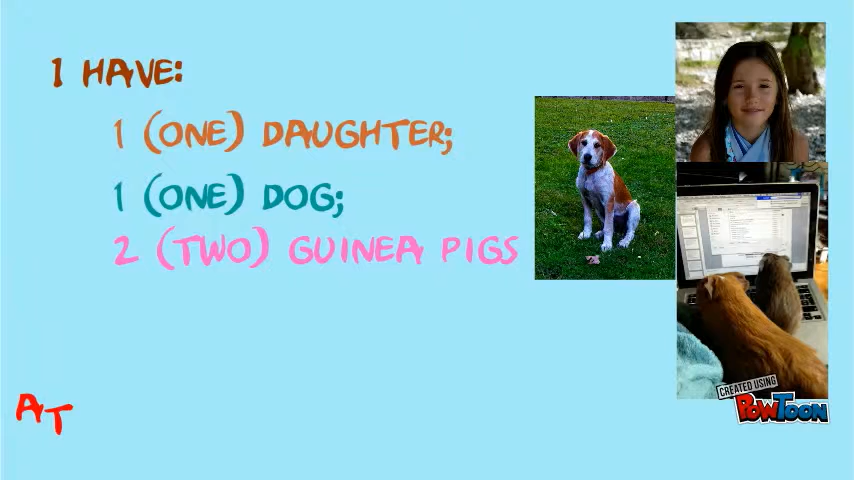 I HAVE:
1 (ONE) DAUGHTER;
1 (ONE) DOG;
2 (TWO) GUINEA PIGS
AT
CREATED USING
POWTOON